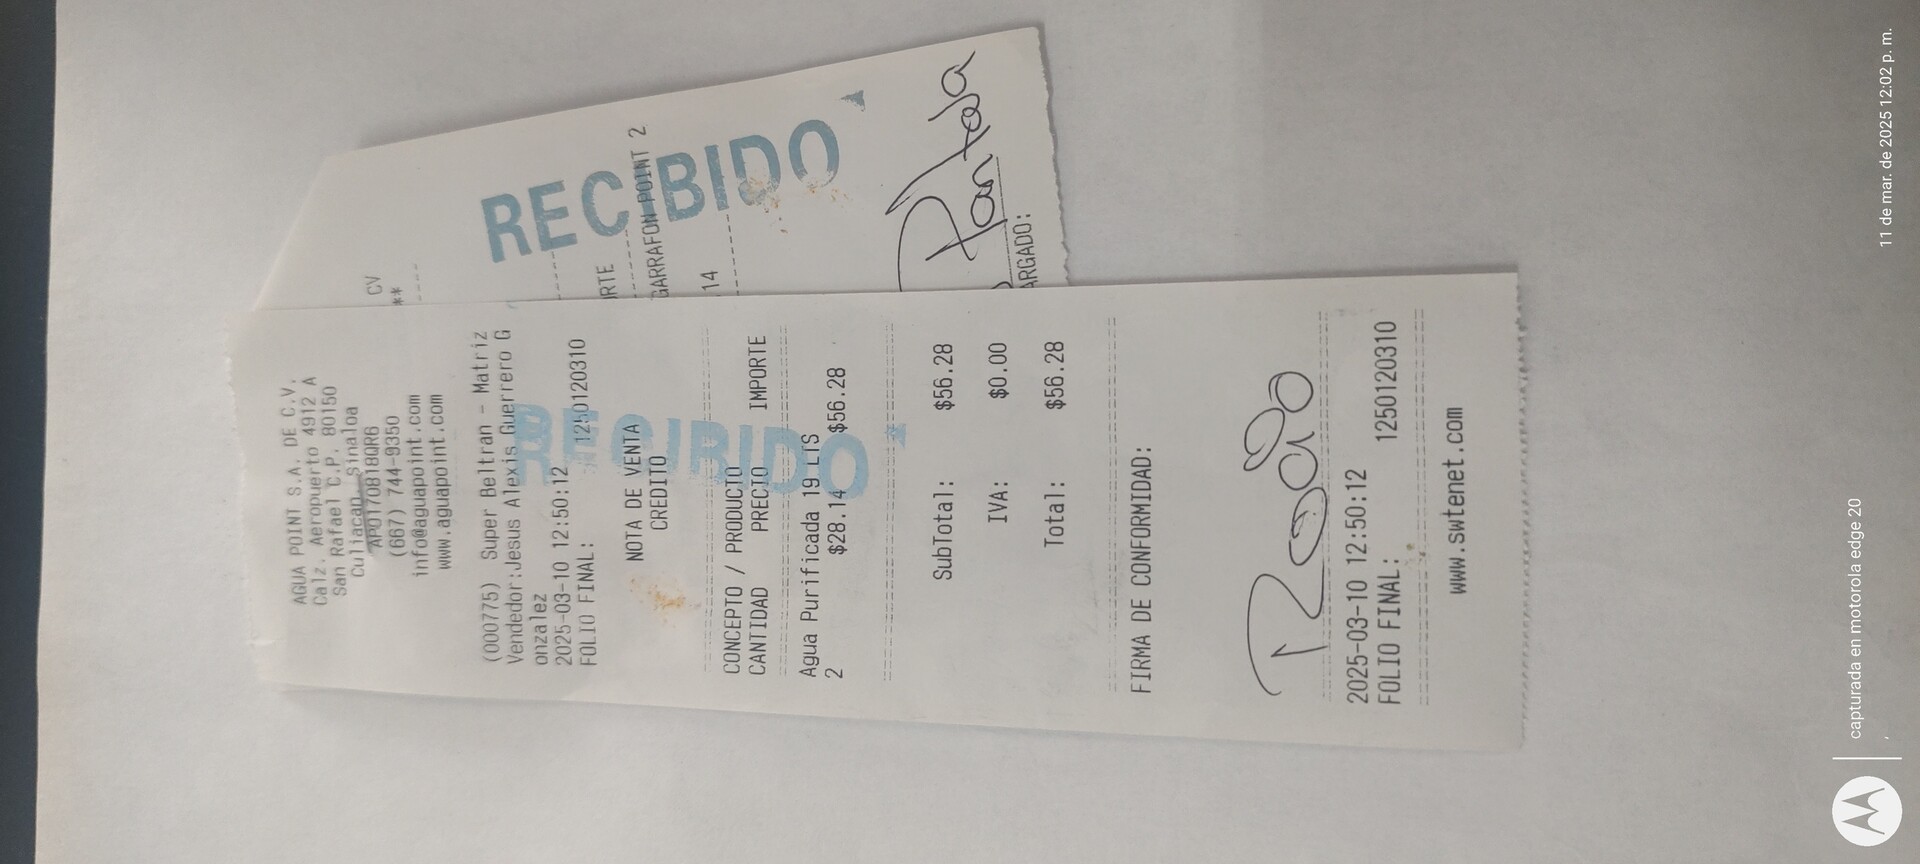 AGUA POINT S.A. DE C.V.
Calz. Aeropuerto 4912 A
San Rafael C.P. 80150
Culiacan, Sinaloa
APO170818QR6
(667) 744-9350
info@aguapoint.com
www.aguapoint.com
(000775) Super Beltran - Matriz
Vendedor:Jesus Alexis Guerrero G
onzalez
2025-03-10 12:50:12
FOLIO FINAL: 1250120310
RECIBIDO
NOTA DE VENTA
CREDITO
CONCEPTO / PRODUCTO
CANTIDAD PRECIO IMPORTE
Agua Purificada 19 LTS
2 $28.14 $56.28
SubTotal: $56.28
IVA: $0.00
Total: $56.28
FIRMA DE CONFORMIDAD:
2025-03-10 12:50:12
FOLIO FINAL: 1250120310
www.swtenet.com
CV
**
RECIBIDO
RTE
GARRAFON POINT 2
14
Pantoja
ARGADO:
capturada en motorola edge 20
11 de mar. de 2025 12:02 p. m.